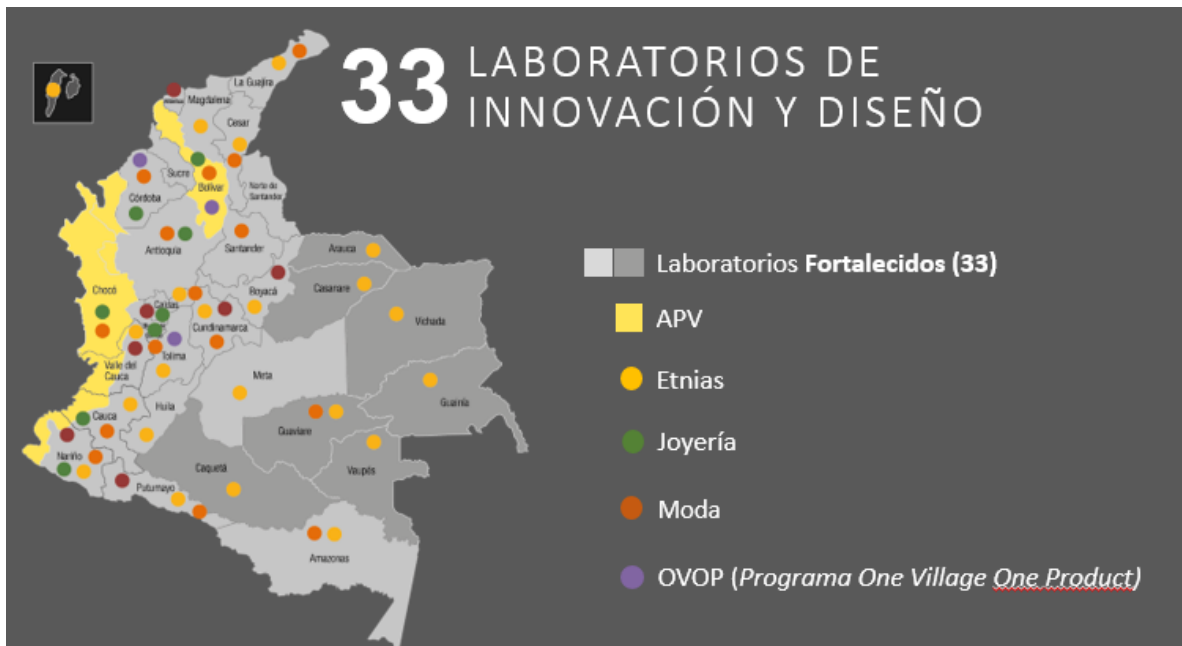 33
LABORATORIOS DE
INNOVACIÓN Y DISEÑO
La Guajira
Magdalena
Cesar
Sucre
Bolívar
Norte de
Santander
Córdoba
Antioquia
Santander
Arauca
Chocó
Boyacá
Casanare
Caldas
Cundinamarca
Vichada
Tolima
Valle del
Cauca
Meta
Guainía
Cauca
Huila
Guaviare
Nariño
Caquetá
Vaupés
Putumayo
Amazonas
Laboratorios Fortalecidos (33)
APV
Etnias
Joyería
Moda
OVOP (Programa One Village One Product)